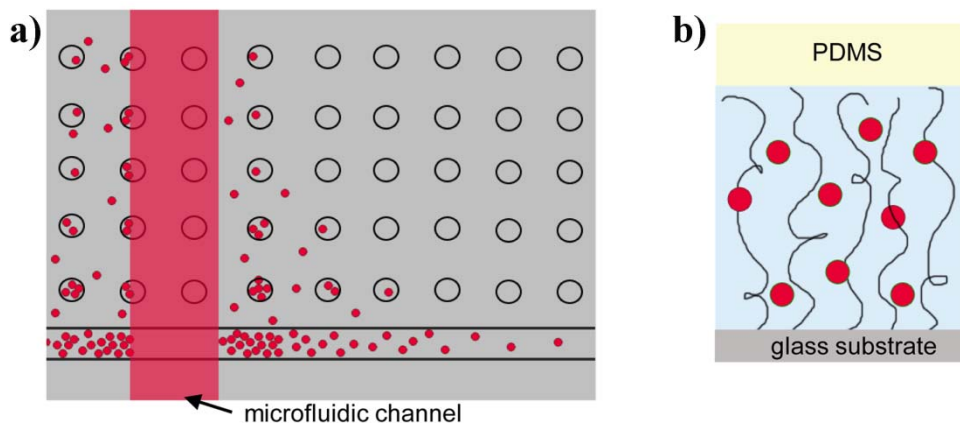 a)
microfluidic channel
b)
PDMS
glass substrate